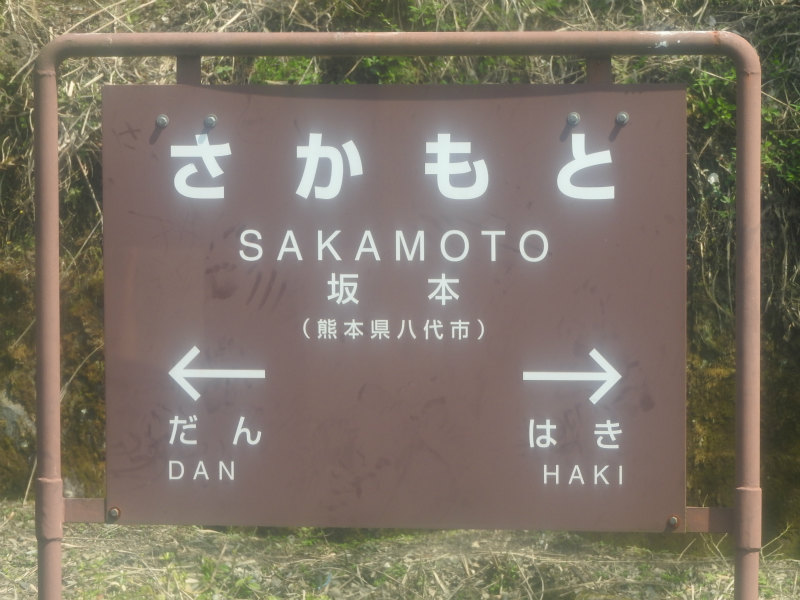 さかもと
SAKAMOTO
坂本
（熊本県八代市）
← →
だん はき
DAN HAKI